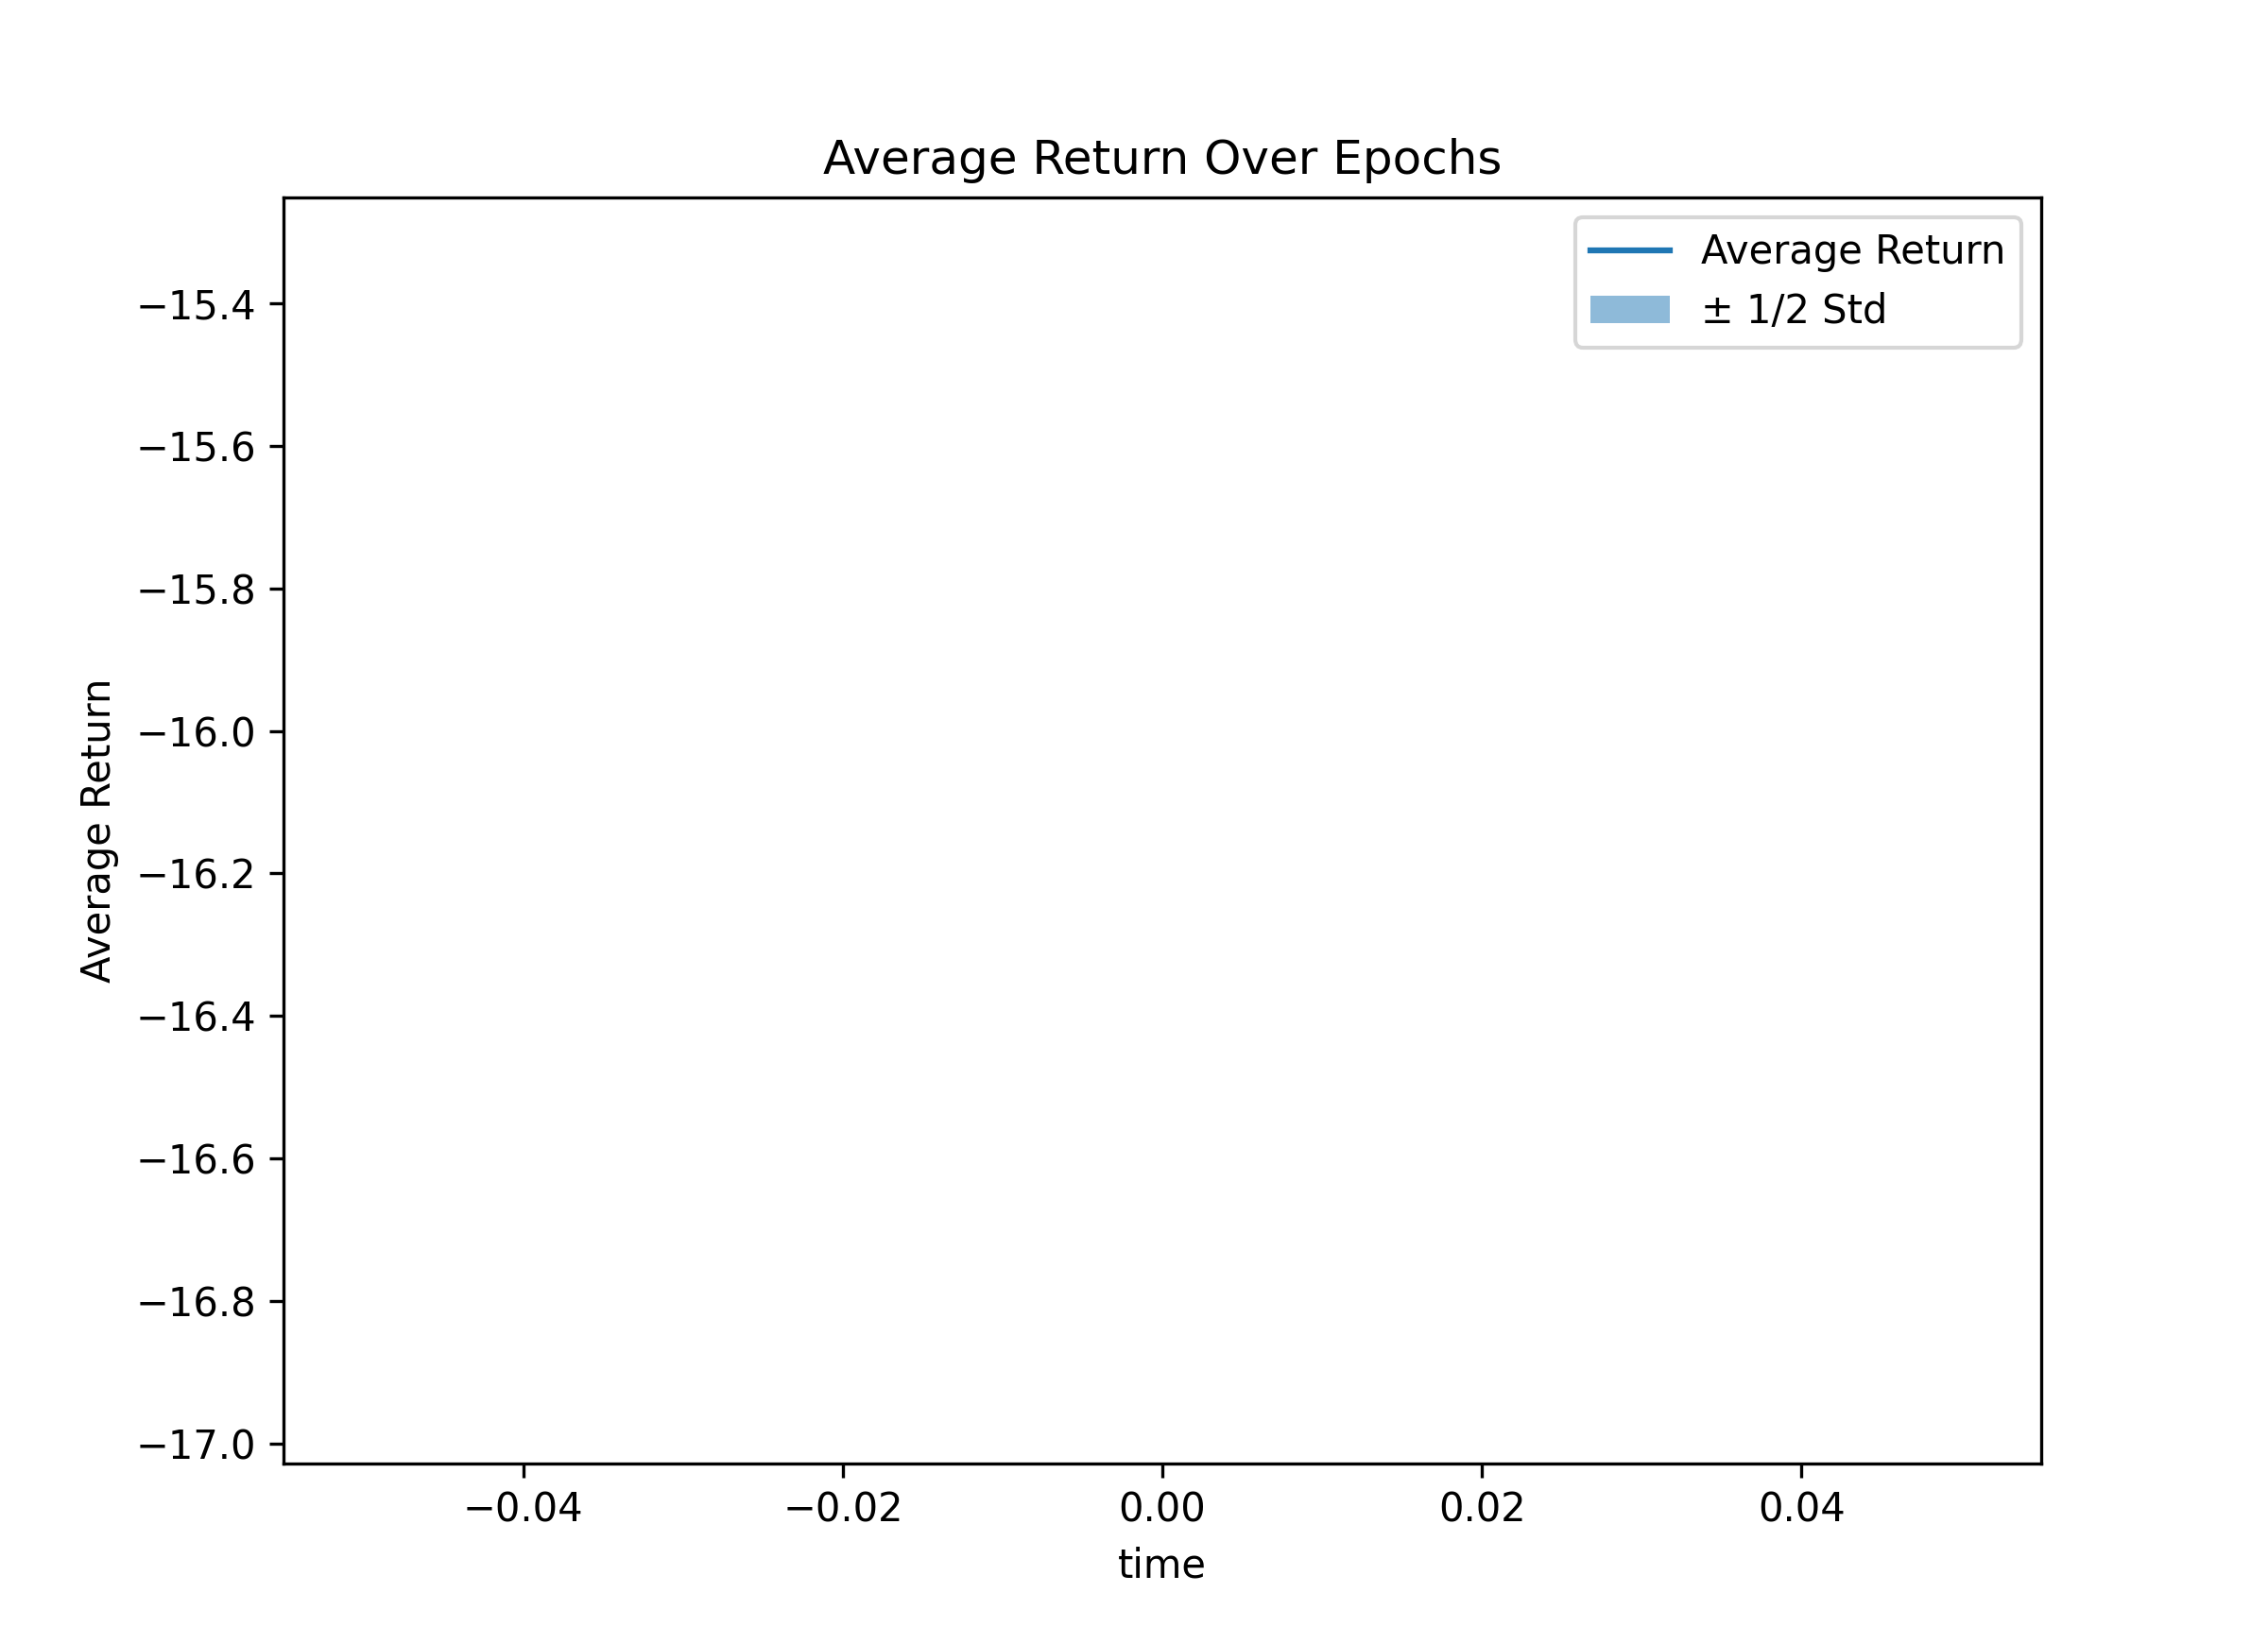 Average Return Over Epochs
Average Return
± 1/2 Std
−15.4
−15.6
−15.8
−16.0
−16.2
−16.4
−16.6
−16.8
−17.0
Average Return
−0.04
−0.02
0.00
0.02
0.04
time